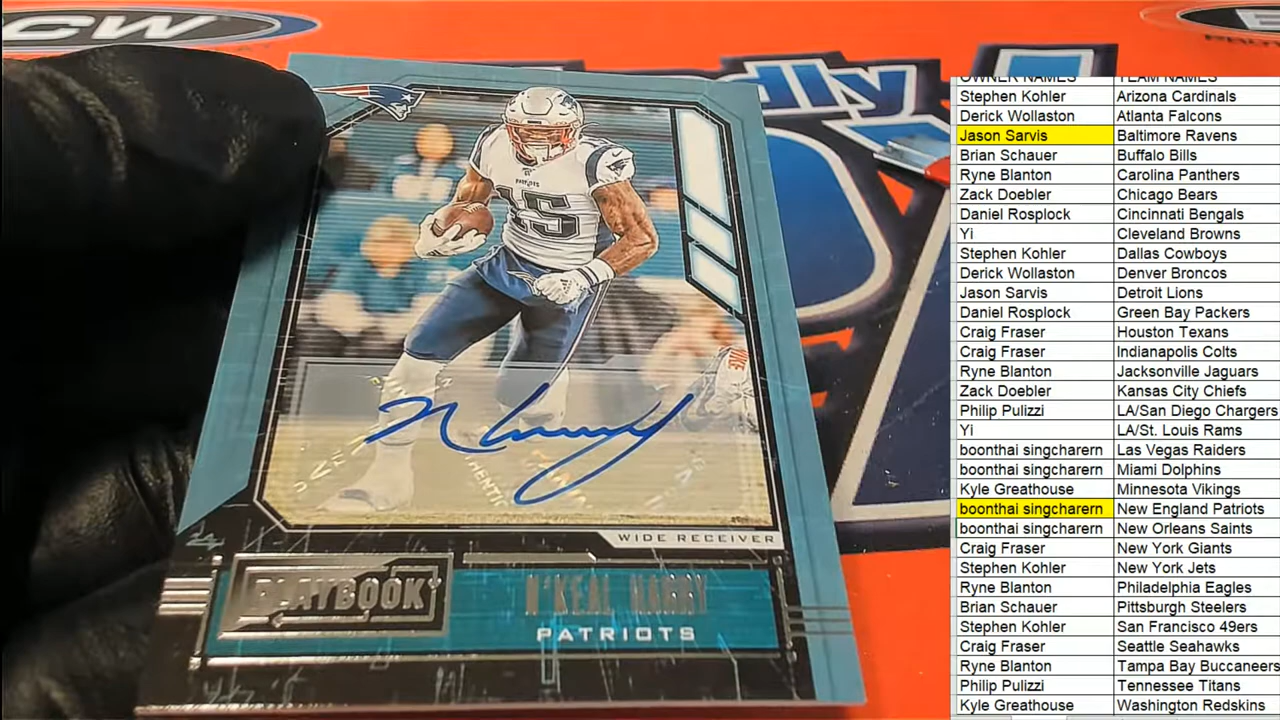 CW
dlly
PATRIOTS
15
N Harry
WIDE RECEIVER
PLAYBOOK
N'KEAL HARRY
PATRIOTS
OWNER NAMES TEAM NAMES
Stephen Kohler Arizona Cardinals
Derick Wollaston Atlanta Falcons
Jason Sarvis Baltimore Ravens
Brian Schauer Buffalo Bills
Ryne Blanton Carolina Panthers
Zack Doebler Chicago Bears
Daniel Rosplock Cincinnati Bengals
Yi Cleveland Browns
Stephen Kohler Dallas Cowboys
Derick Wollaston Denver Broncos
Jason Sarvis Detroit Lions
Daniel Rosplock Green Bay Packers
Craig Fraser Houston Texans
Craig Fraser Indianapolis Colts
Ryne Blanton Jacksonville Jaguars
Zack Doebler Kansas City Chiefs
Philip Pulizzi LA/San Diego Chargers
Yi LA/St. Louis Rams
boonthai singcharern Las Vegas Raiders
boonthai singcharern Miami Dolphins
Kyle Greathouse Minnesota Vikings
boonthai singcharern New England Patriots
boonthai singcharern New Orleans Saints
Craig Fraser New York Giants
Stephen Kohler New York Jets
Ryne Blanton Philadelphia Eagles
Brian Schauer Pittsburgh Steelers
Stephen Kohler San Francisco 49ers
Craig Fraser Seattle Seahawks
Ryne Blanton Tampa Bay Buccaneers
Philip Pulizzi Tennessee Titans
Kyle Greathouse Washington Redskins